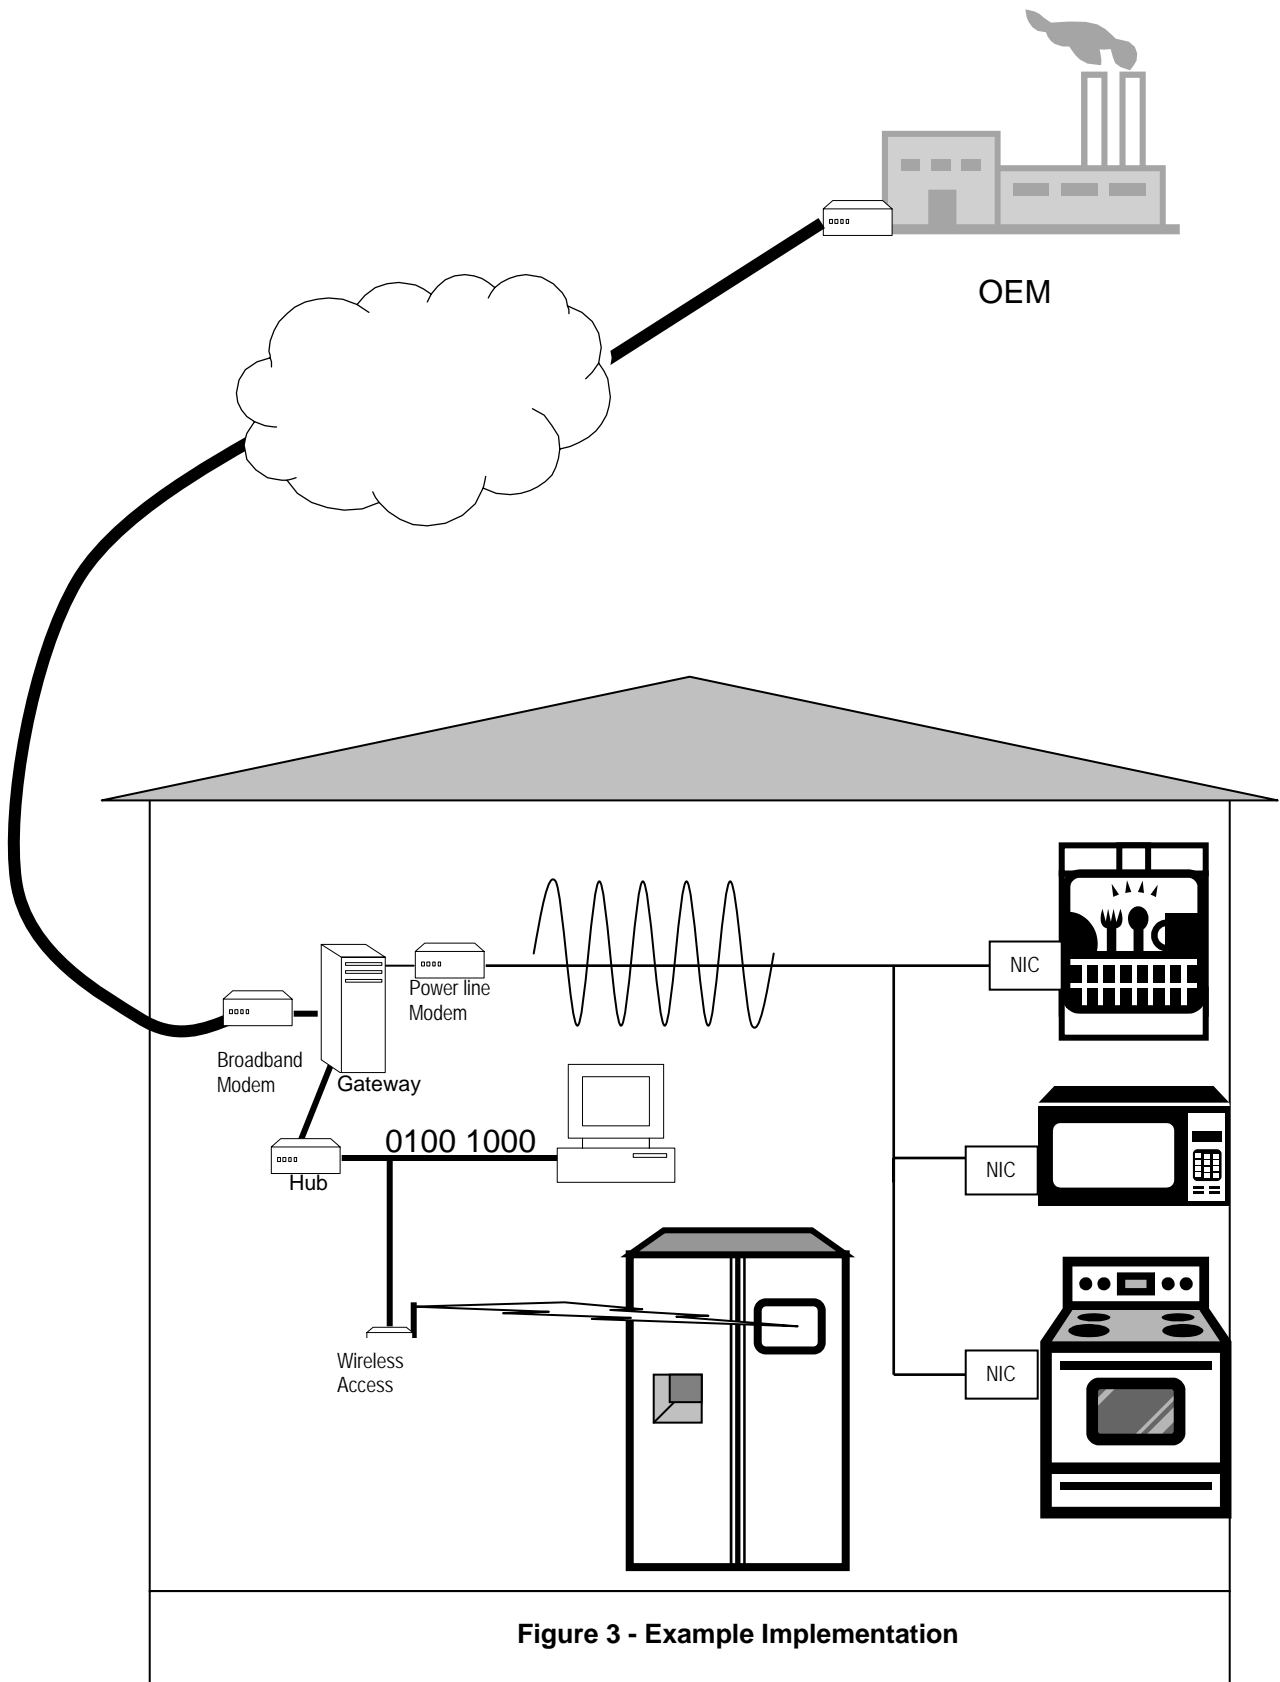 OEM
NIC
Power line
Modem
Broadband
Modem
Gateway
0100 1000
Hub
NIC
Wireless
Access
NIC
Figure 3 - Example Implementation